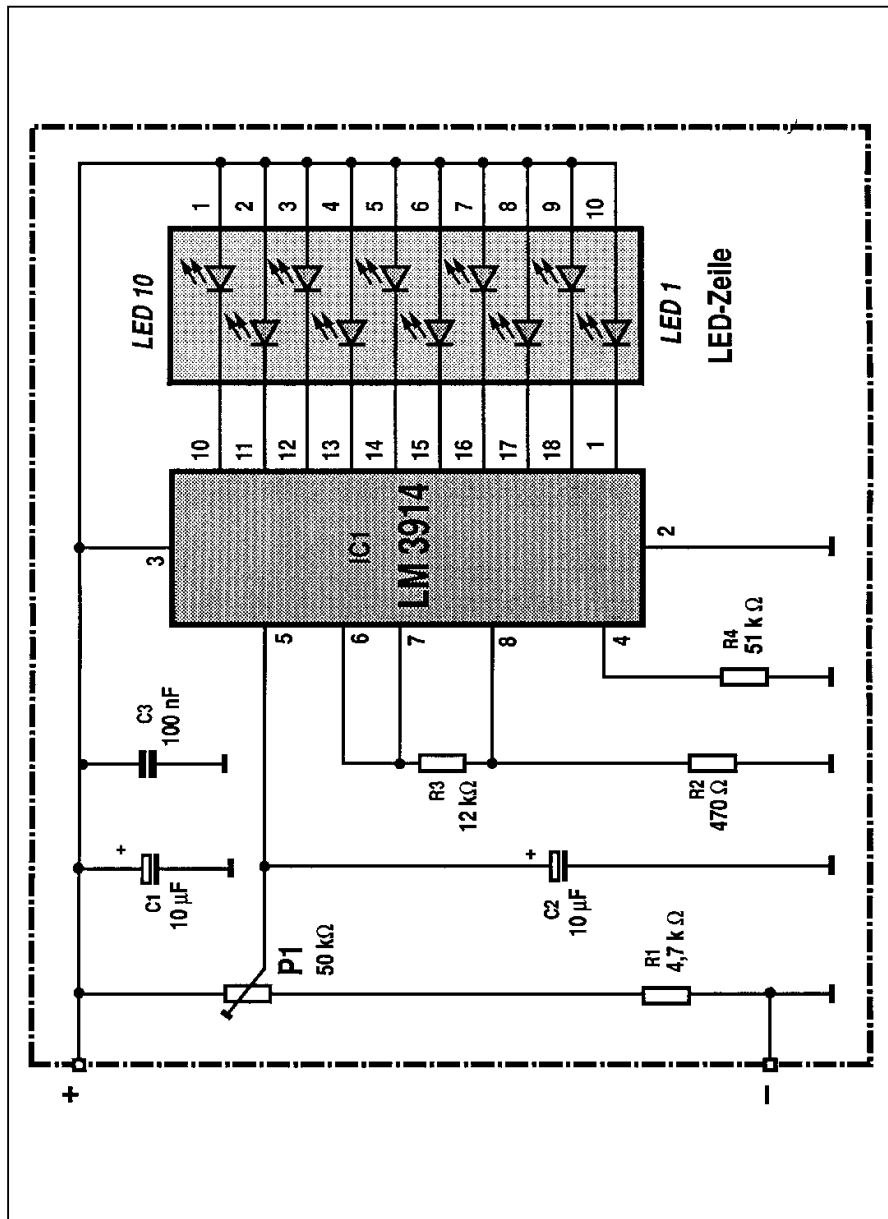 +
–
P1
50 kΩ
R1
4,7 k Ω
C1
10 µF
+
C2
10 µF
+
C3
100 nF
R3
12 kΩ
R2
470 Ω
R4
51 k Ω
3
5
6
7
8
4
2
IC1
LM 3914
10
11
12
13
14
15
16
17
18
1
LED 10
LED 1
LED-Zeile
1
2
3
4
5
6
7
8
9
10